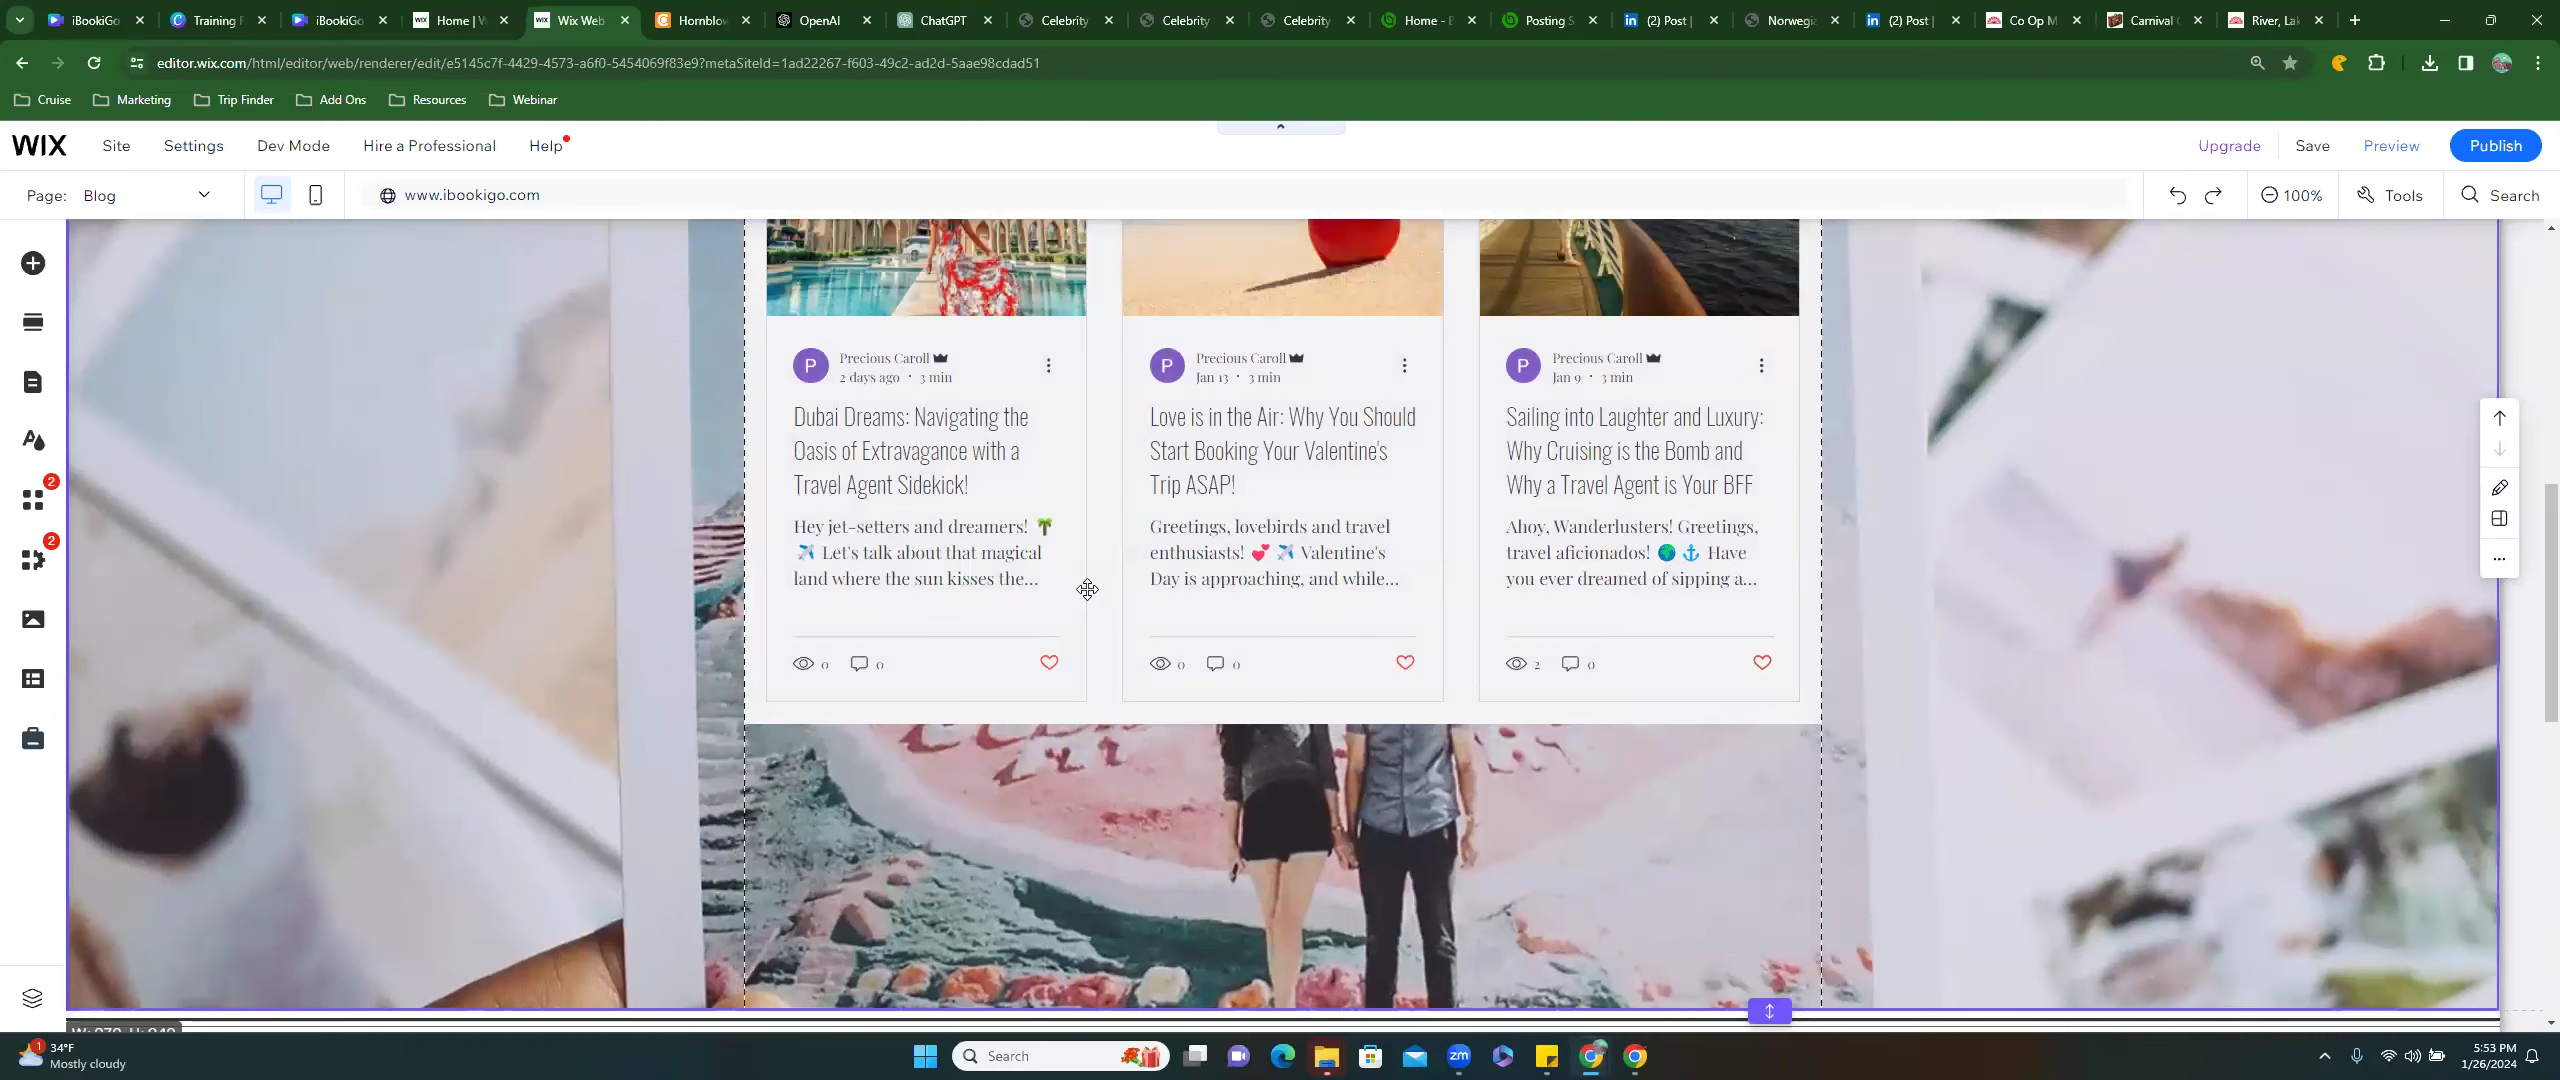 iBookiGo
Training F
iBookiGo
Home | W
Wix Web
Hornblow
OpenAI
ChatGPT
Celebrity
Celebrity
Celebrity
Home - B
Posting S
(2) Post |
Norwegia
(2) Post |
Co Op M
Carnival
River, Lak
editor.wix.com/html/editor/web/renderer/edit/e5145c7f-4429-4573-a6f0-5454069f83e9?metaSiteId=1ad22267-f603-49c2-ad2d-5aae98cdad51
Cruise Marketing Trip Finder Add Ons Resources Webinar
WIX Site Settings Dev Mode Hire a Professional Help Upgrade Save Preview Publish
Page: Blog www.ibookigo.com 100% Tools Search
2
2
P Precious Caroll
2 days ago · 3 min
Dubai Dreams: Navigating the
Oasis of Extravagance with a
Travel Agent Sidekick!
Hey jet-setters and dreamers! 🌴
✈️ Let's talk about that magical
land where the sun kisses the...
0 0
P Precious Caroll
Jan 13 · 3 min
Love is in the Air: Why You Should
Start Booking Your Valentine's
Trip ASAP!
Greetings, lovebirds and travel
enthusiasts! 💕 ✈️ Valentine's
Day is approaching, and while...
0 0
P Precious Caroll
Jan 9 · 3 min
Sailing into Laughter and Luxury:
Why Cruising is the Bomb and
Why a Travel Agent is Your BFF
Ahoy, Wanderlusters! Greetings,
travel aficionados! 🌍 ⚓ Have
you ever dreamed of sipping a...
2 0
1
34°F
Mostly cloudy
Search
zm
5:53 PM
1/26/2024